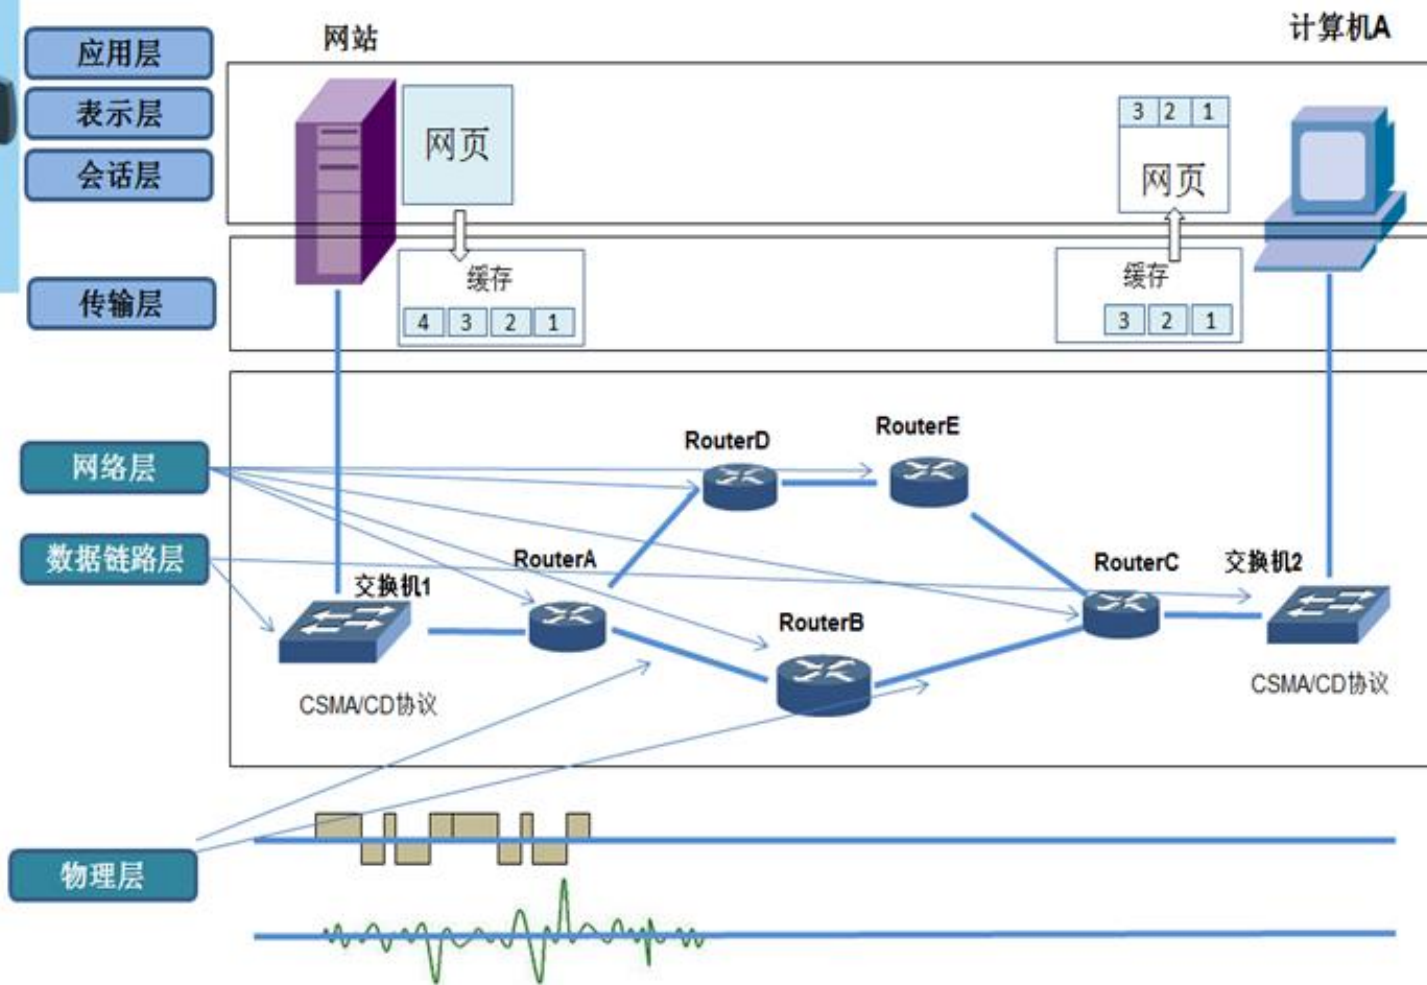 网站
计算机A
应用层
表示层
会话层
网页
3 2 1
网页
传输层
缓存
4 3 2 1
缓存
3 2 1
网络层
数据链路层
RouterD
RouterE
RouterA
RouterC
交换机2
交换机1
RouterB
CSMA/CD协议
CSMA/CD协议
物理层